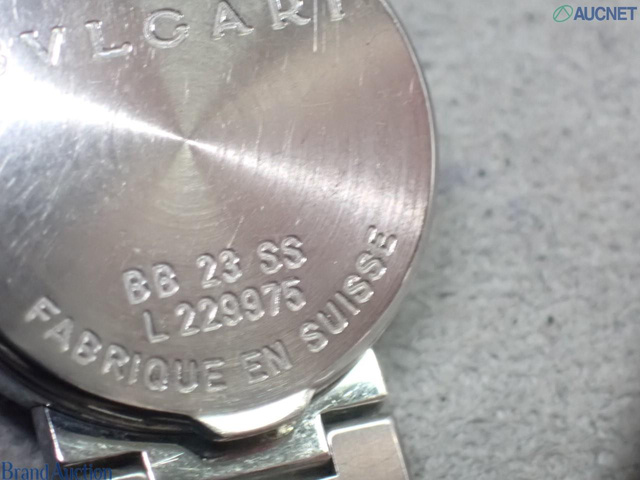 AUCNET
BVLGARI
BB 23 SS
L 229975
FABRIQUE EN SUISSE
Brand Auction